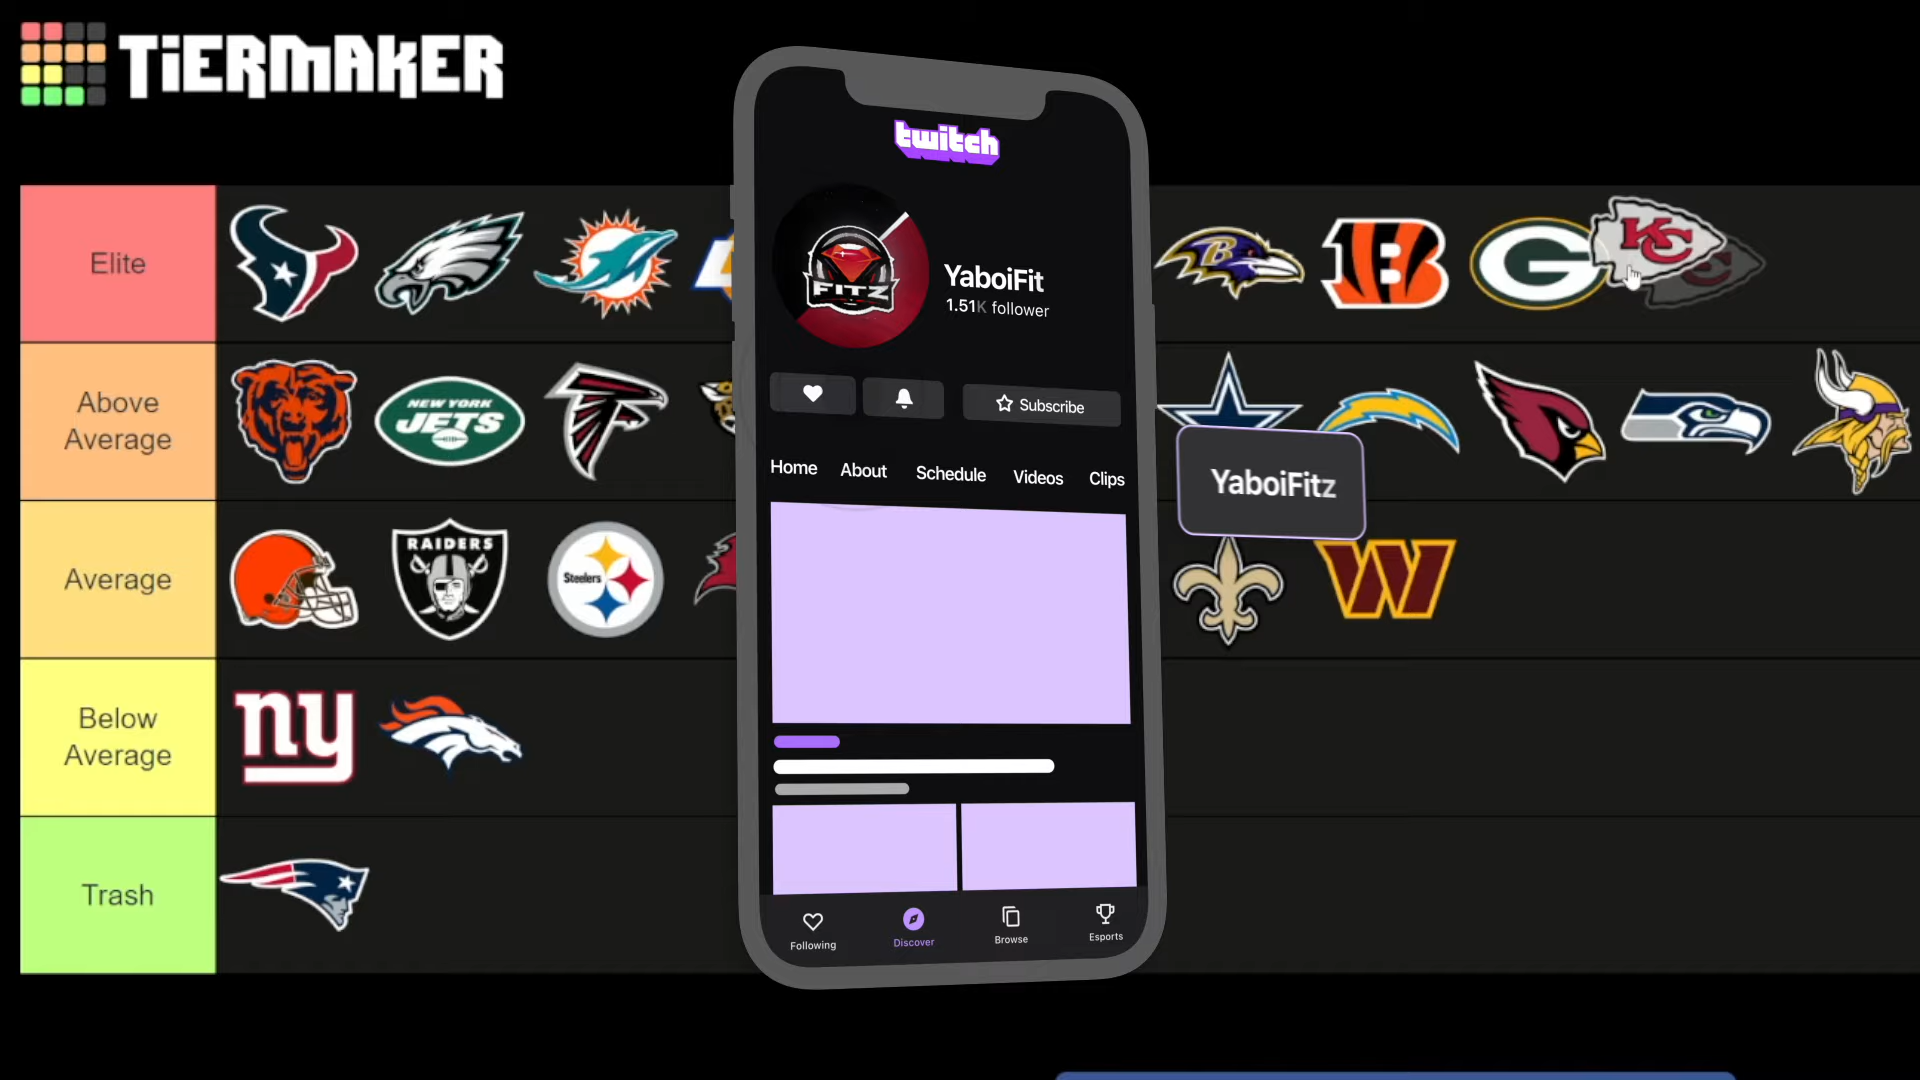 TIERMAKER
twitch
Elite
FITZ
YaboiFit
1.51K follower
B
B
G
KC
C
Above
Average
NEW YORK
JETS
Subscribe
Home About Schedule Videos Clips
YaboiFitz
Average
RAIDERS
Steelers
W
Below
Average
ny
Trash
Following
Discover
Browse
Esports